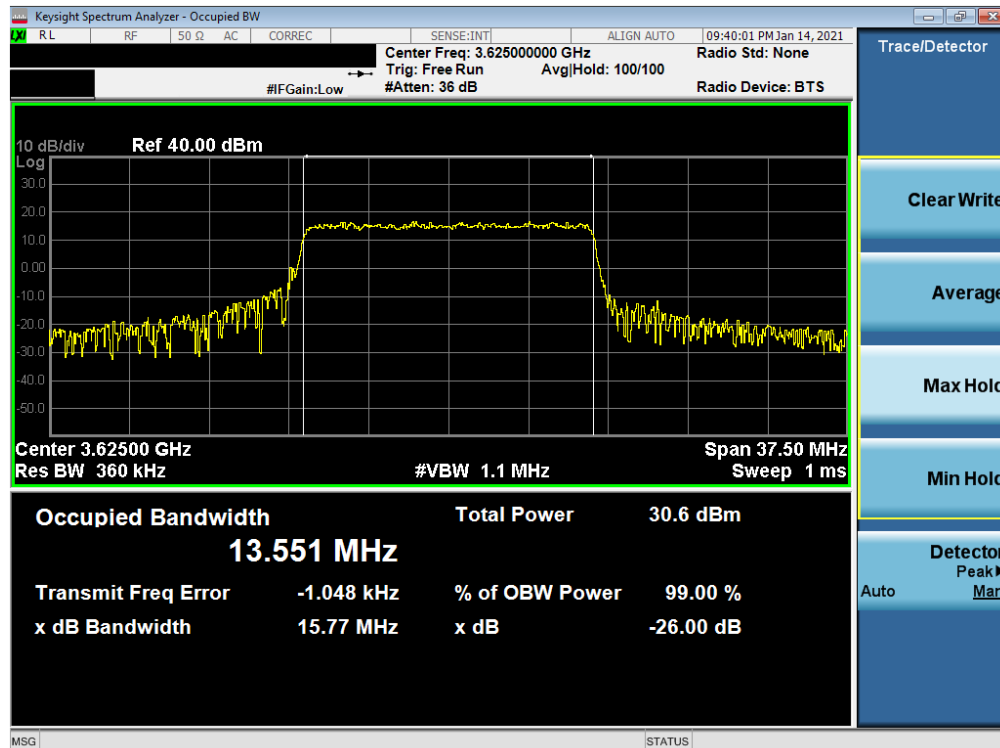 Keysight Spectrum Analyzer - Occupied BW
LXI RL RF 50 Ω AC CORREC SENSE:INT ALIGN AUTO 09:40:01 PM Jan 14, 2021
Center Freq: 3.625000000 GHz Radio Std: None
Trig: Free Run Avg|Hold: 100/100
#IFGain:Low #Atten: 36 dB Radio Device: BTS
10 dB/div Ref 40.00 dBm
Log
30.0
20.0
10.0
0.00
-10.0
-20.0
-30.0
-40.0
-50.0
Center 3.62500 GHz Span 37.50 MHz
Res BW 360 kHz #VBW 1.1 MHz Sweep 1 ms
Occupied Bandwidth Total Power 30.6 dBm
13.551 MHz
Transmit Freq Error -1.048 kHz % of OBW Power 99.00 %
x dB Bandwidth 15.77 MHz x dB -26.00 dB
MSG STATUS
Trace/Detector
Clear Write
Average
Max Hold
Min Hold
Detector
Peak
Auto Man